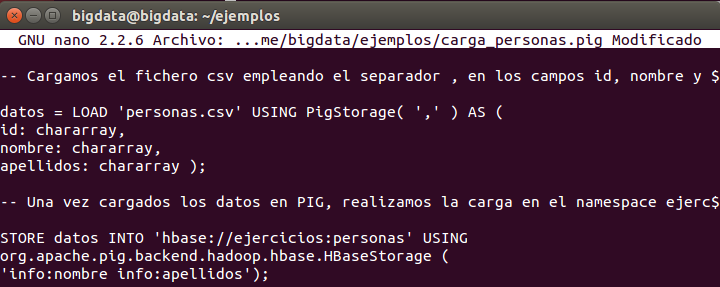 bigdata@bigdata: ~/ejemplos
GNU nano 2.2.6 Archivo: ...me/bigdata/ejemplos/carga_personas.pig Modificado
-- Cargamos el fichero csv empleando el separador , en los campos id, nombre y $
datos = LOAD 'personas.csv' USING PigStorage( ',' ) AS (
id: chararray,
nombre: chararray,
apellidos: chararray );
-- Una vez cargados los datos en PIG, realizamos la carga en el namespace ejerc$
STORE datos INTO 'hbase://ejercicios:personas' USING
org.apache.pig.backend.hadoop.hbase.HBaseStorage (
'info:nombre info:apellidos');